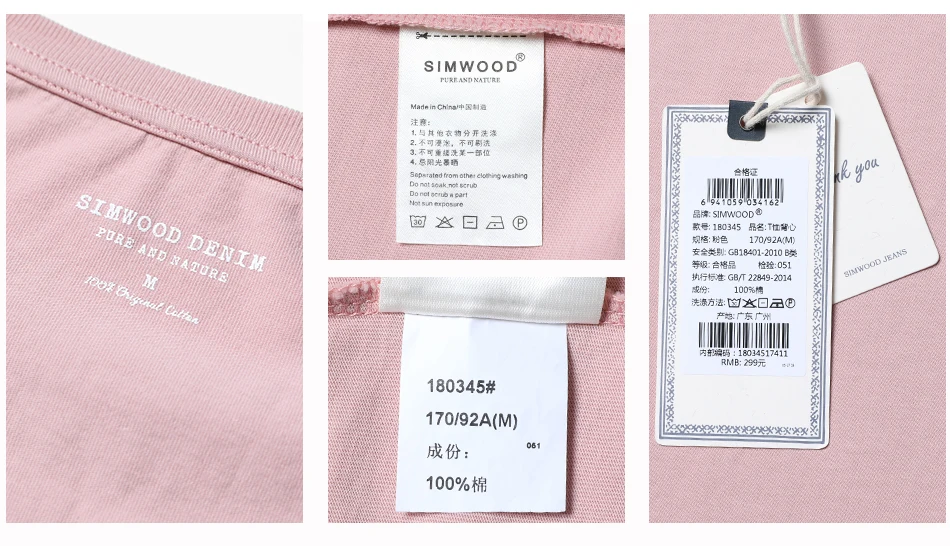 SIMWOOD DENIM
PURE AND NATURE
M
100% Original Cotton
SIMWOOD®
PURE AND NATURE
Made in China/中国制造
注意:
1. 与其他衣物分开洗涤
2. 不可浸泡, 不可刷洗
3. 不可重搓洗某一部位
4. 忌阳光暴晒
Separated from other clothing washing
Do not soak,not scrub
Do not scrub a part
Not sun exposure
30
P
180345#
170/92A(M)
成份:
061
100%棉
nk you
SIMWOOD JEANS
合格证
6 941059 034162
品牌: SIMWOOD®
款号: 180345 品名:T恤背心
规格: 粉色 170/92A(M)
安全类别: GB18401-2010 B类
等级: 合格品 检验: 051
执行标准: GB/T 22849-2014
成份: 100%棉
洗涤方法:
产地: 广东 广州
内部编码: 18034517411
RMB: 299元